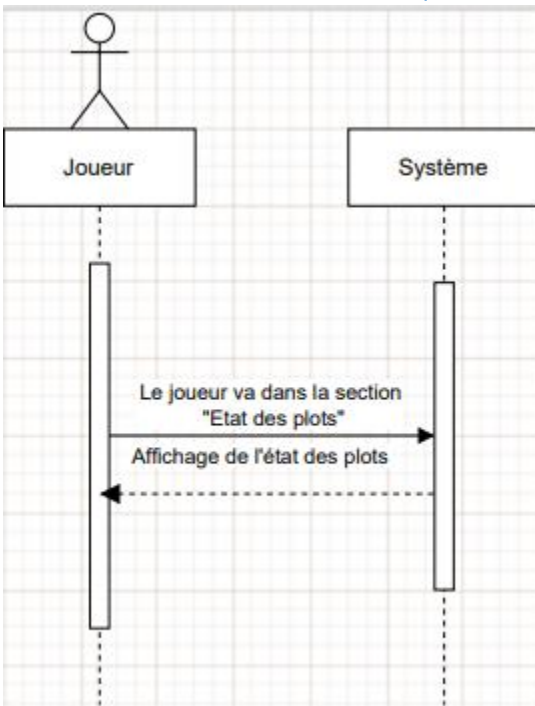 Joueur
Système
Le joueur va dans la section
"Etat des plots"
Affichage de l'état des plots